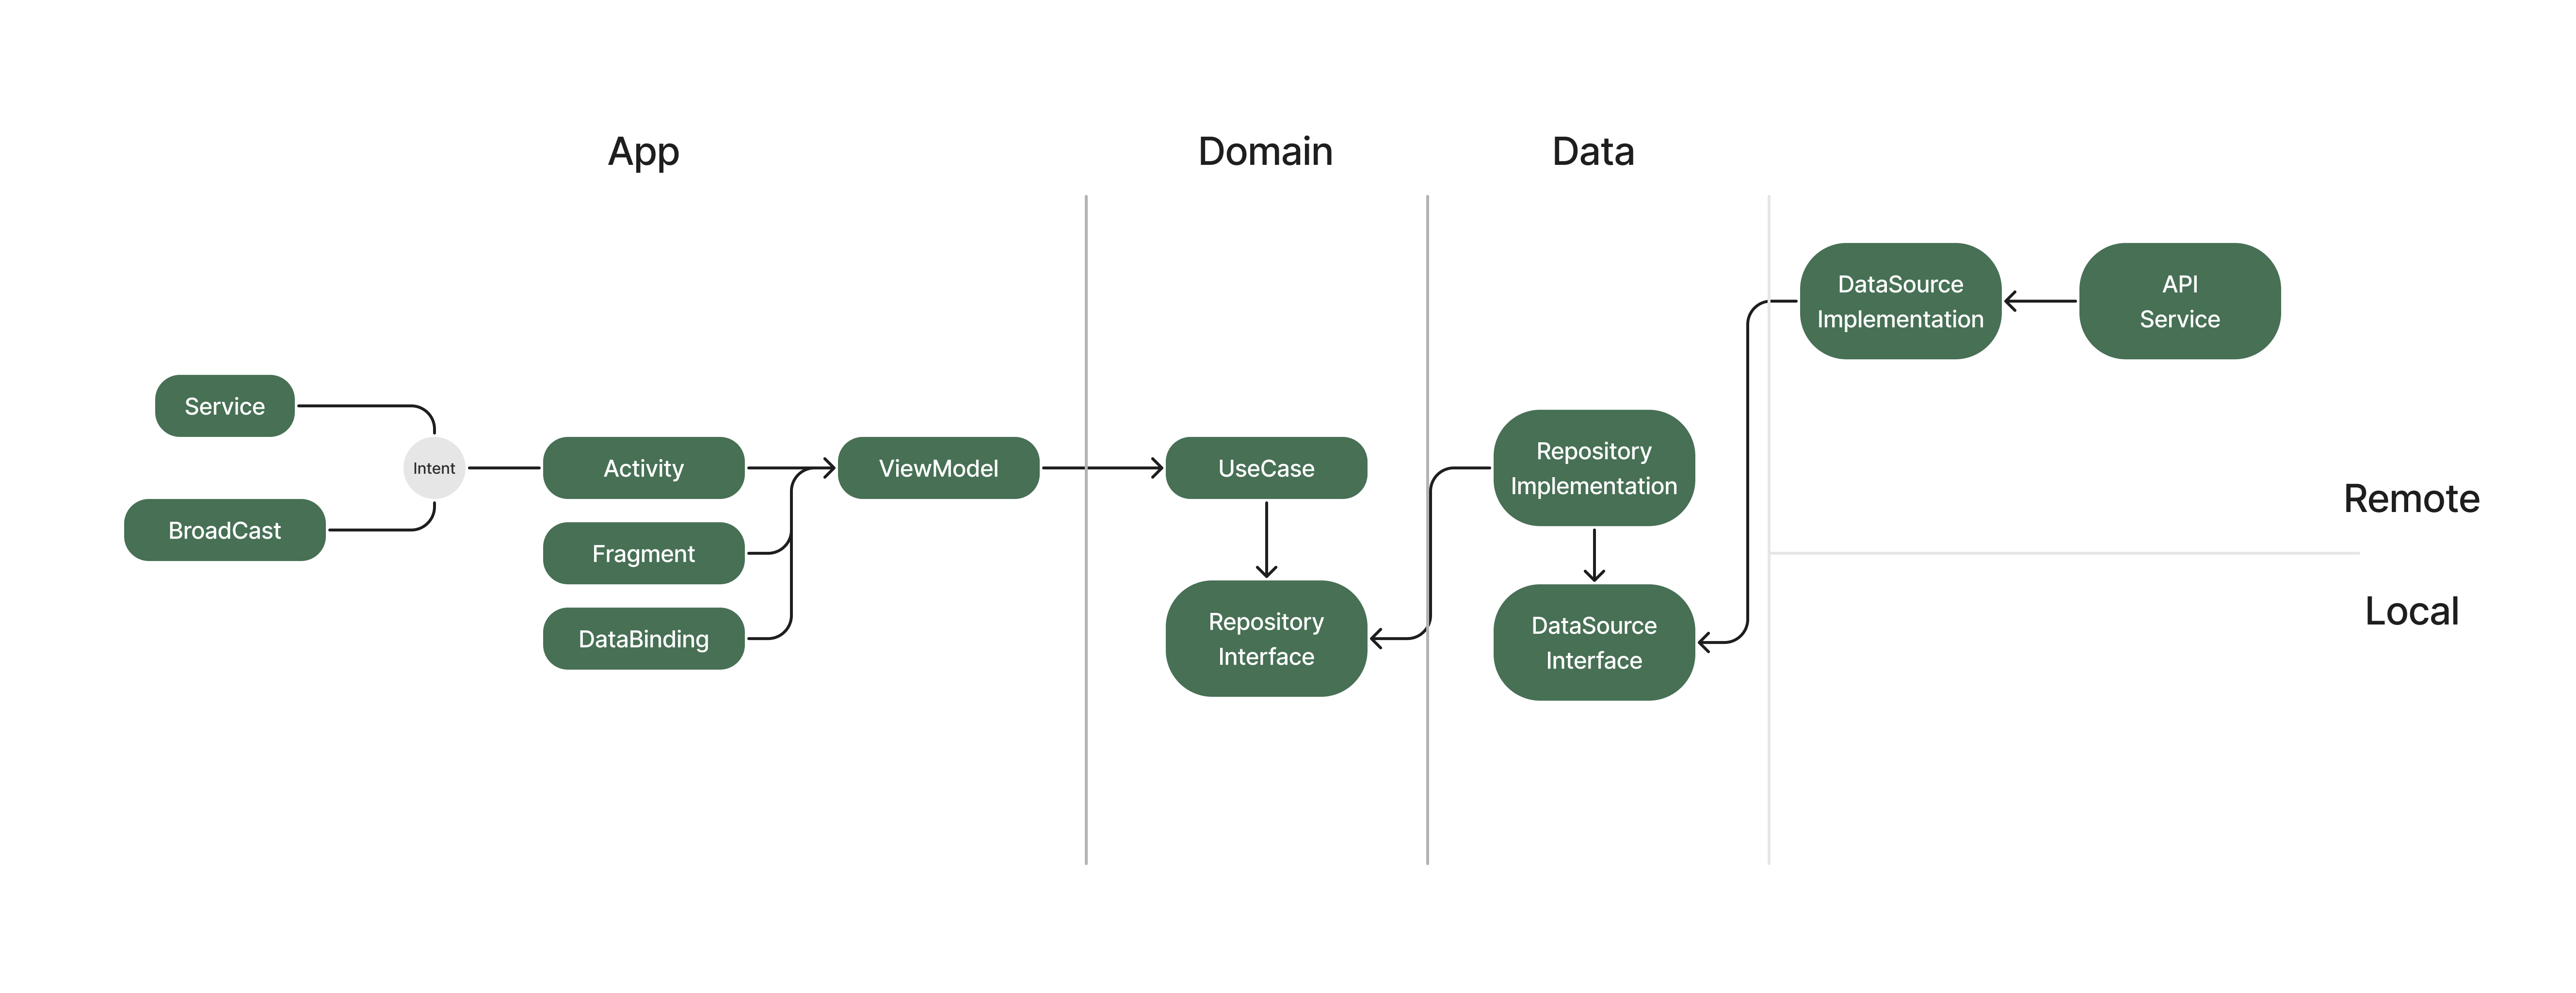 App
Domain
Data
DataSource
Implementation
API
Service
Service
Intent
BroadCast
Activity
Fragment
DataBinding
ViewModel
UseCase
Repository
Interface
Repository
Implementation
DataSource
Interface
Remote
Local